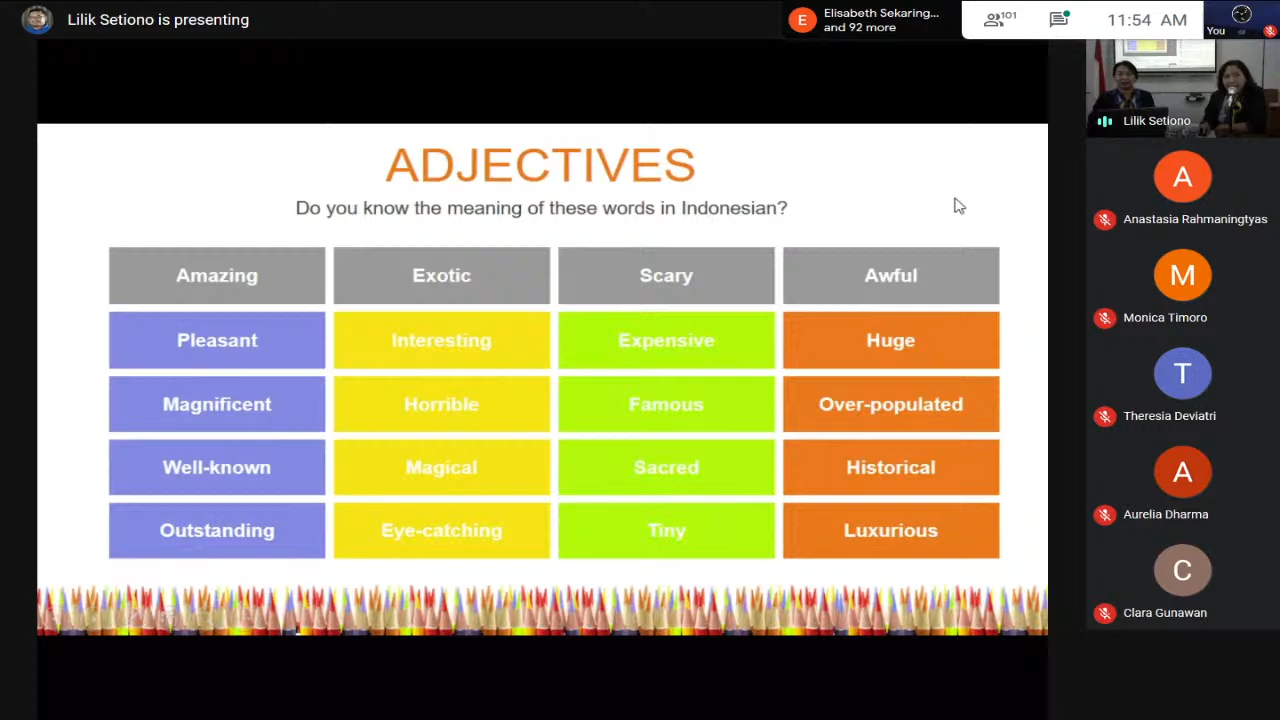 Lilik Setiono is presenting
E
Elisabeth Sekaring...
and 92 more
101
11:54 AM
You
ADJECTIVES
Do you know the meaning of these words in Indonesian?
Amazing Exotic Scary Awful
Pleasant Interesting Expensive Huge
Magnificent Horrible Famous Over-populated
Well-known Magical Sacred Historical
Outstanding Eye-catching Tiny Luxurious
Lilik Setiono
A
Anastasia Rahmaningtyas
M
Monica Timoro
T
Theresia Deviatri
A
Aurelia Dharma
C
Clara Gunawan